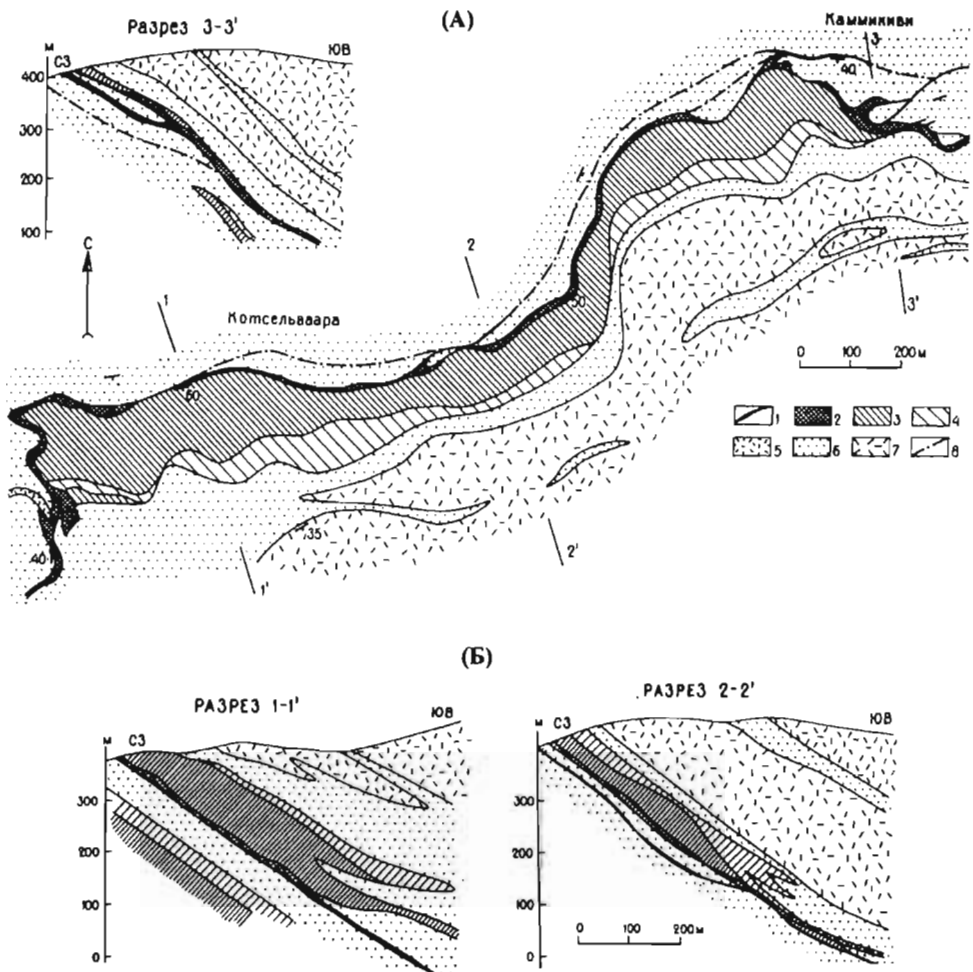 (А)
Разрез 3-3'
м
СЗ
ЮВ
400
300
200
100
Каммикиви
3
40
С
2
1
Котсельваара
50
60
3'
0 100 200 м
1 2 3 4
5 6 7 8
35
40
2'
1'
(Б)
РАЗРЕЗ 1-1'
м СЗ
ЮВ
300
200
100
0
РАЗРЕЗ 2-2'
м СЗ
ЮВ
300
200
100
0
0 100 200 м